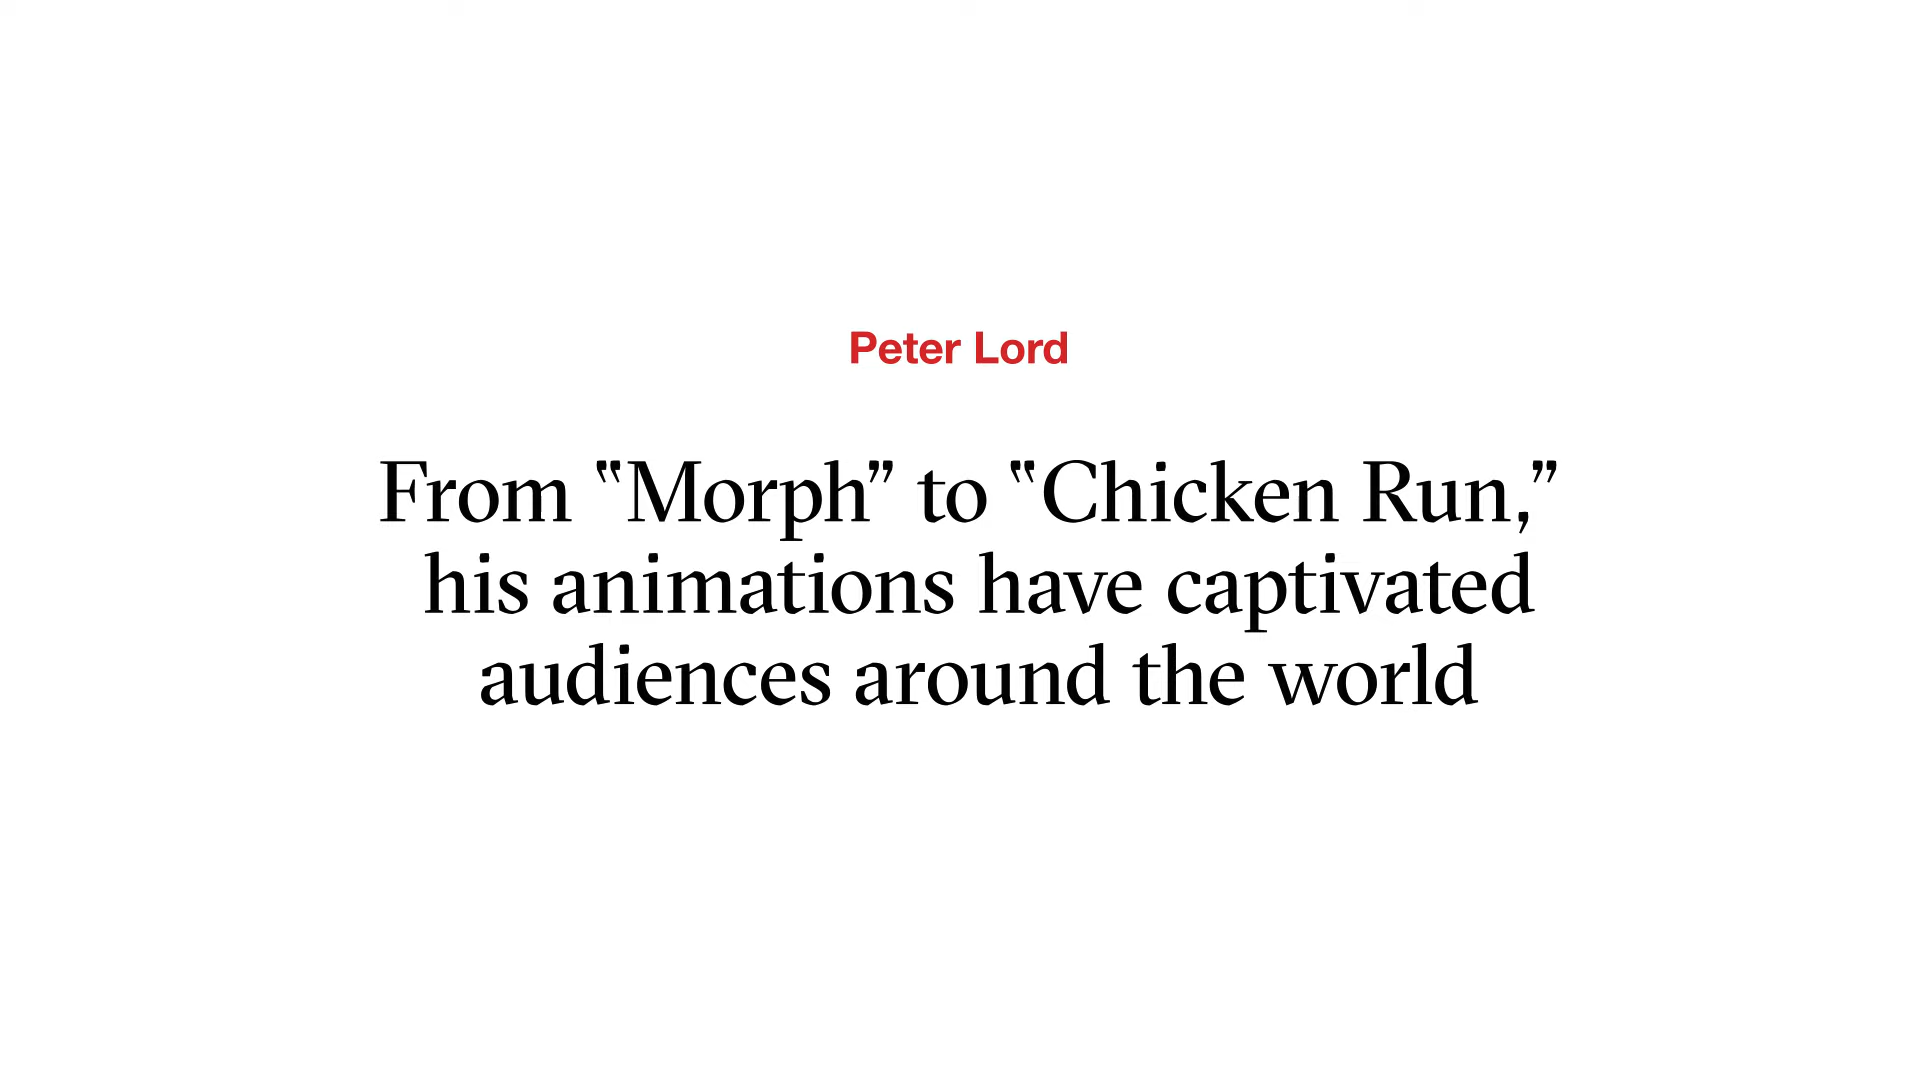 Peter Lord
From “Morph” to “Chicken Run,”
his animations have captivated
audiences around the world